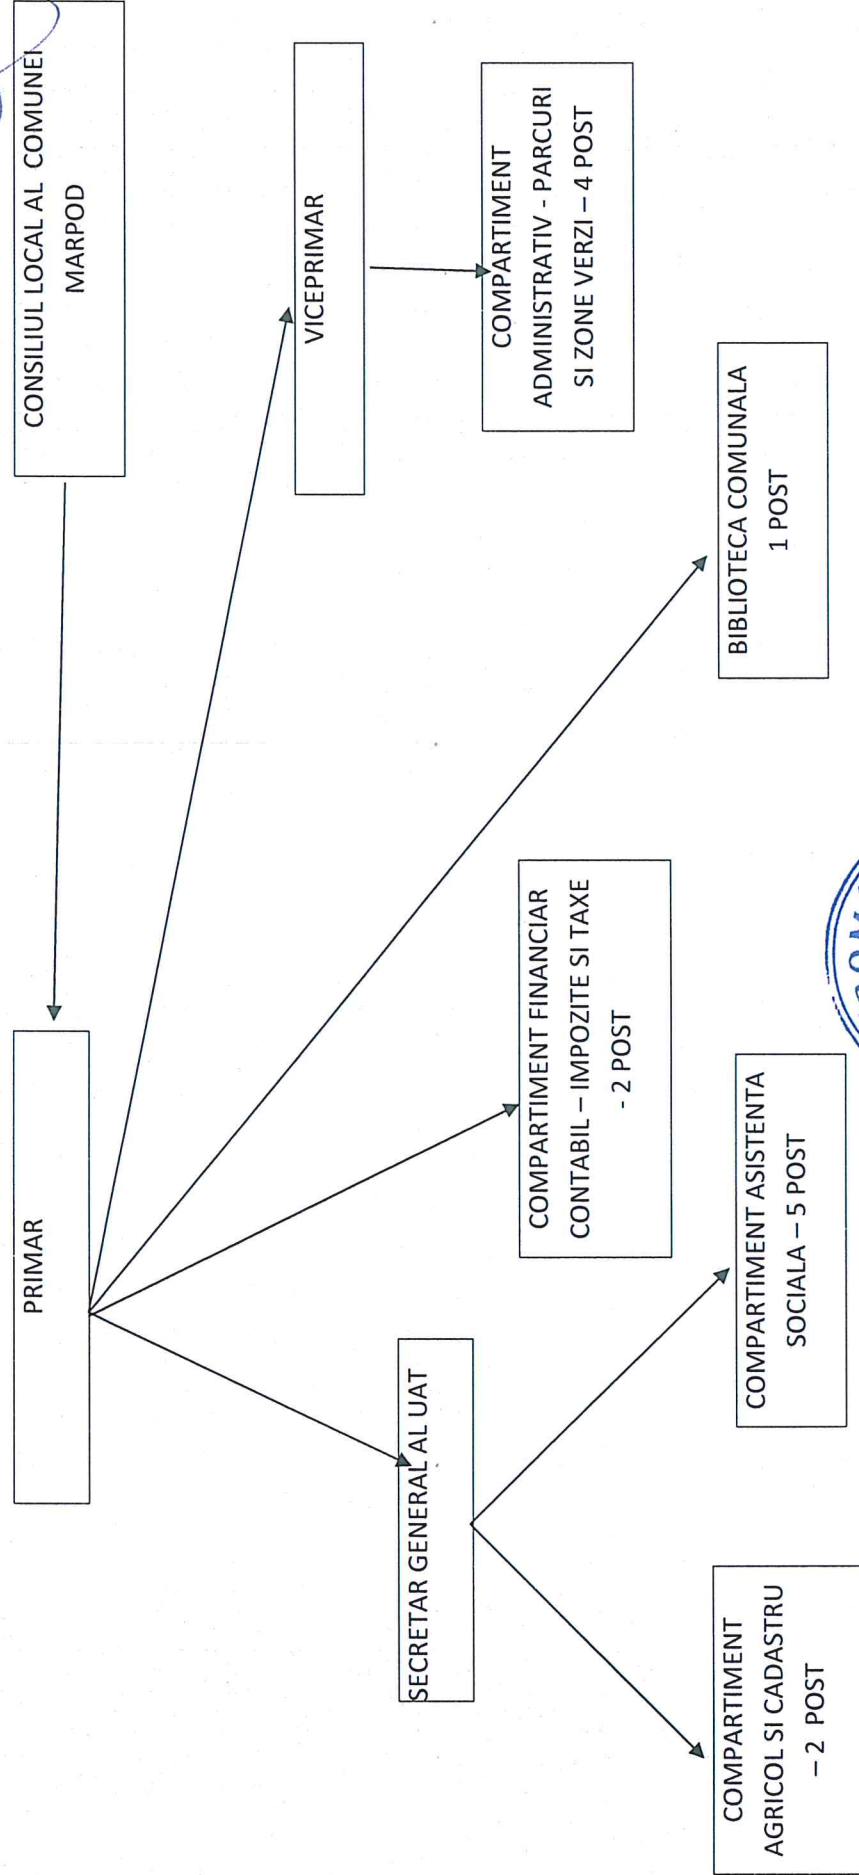 CONSILIUL LOCAL AL COMUNEI
MARPOD
PRIMAR
VICEPRIMAR
COMPARTIMENT
ADMINISTRATIV - PARCURI
SI ZONE VERZI – 4 POST
SECRETAR GENERAL AL UAT
COMPARTIMENT FINANCIAR
CONTABIL – IMPOZITE SI TAXE
- 2 POST
BIBLIOTECA COMUNALA
1 POST
COMPARTIMENT
AGRICOL SI CADASTRU
– 2 POST
COMPARTIMENT ASISTENTA
SOCIALA – 5 POST